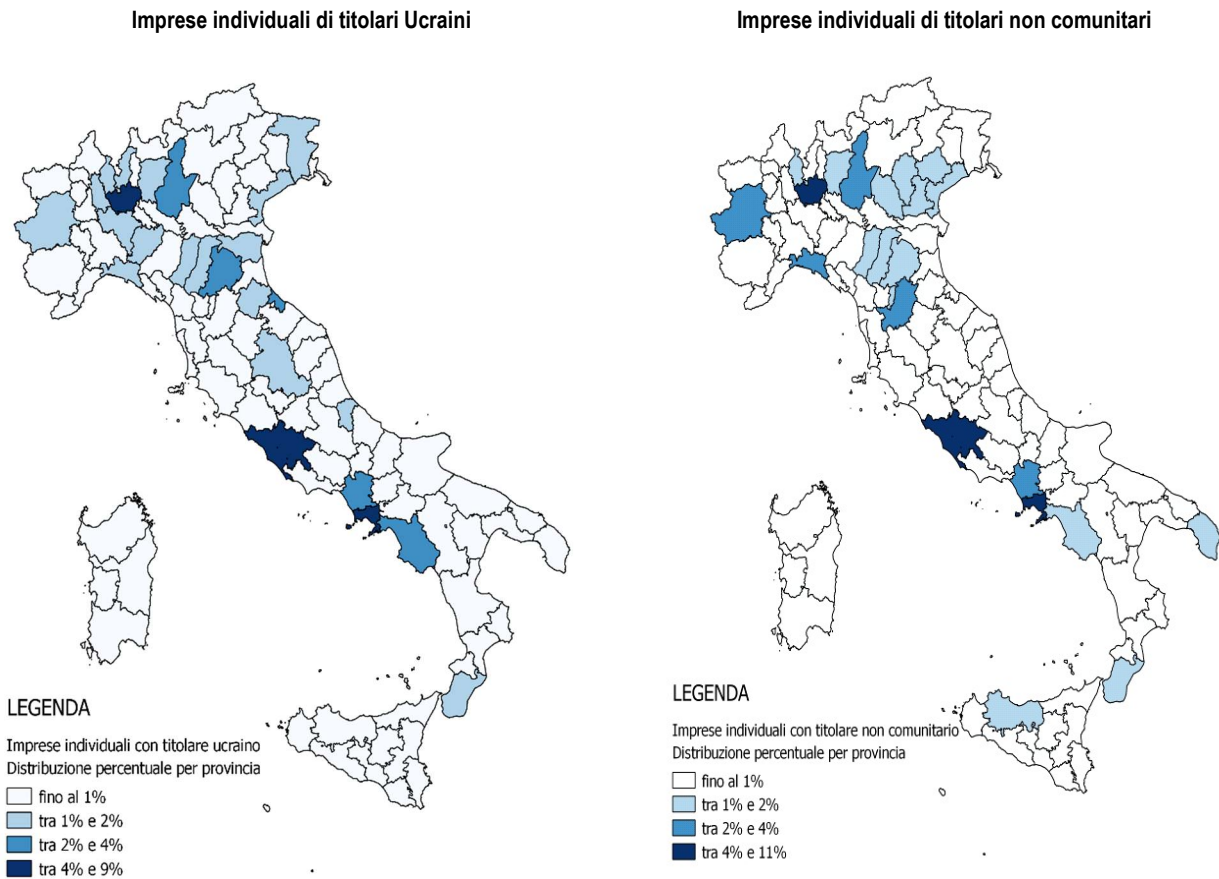 Imprese individuali di titolari Ucraini
Imprese individuali di titolari non comunitari
LEGENDA
Imprese individuali con titolare ucraino
Distribuzione percentuale per provincia
fino al 1%
tra 1% e 2%
tra 2% e 4%
tra 4% e 9%
LEGENDA
Imprese individuali con titolare non comunitario
Distribuzione percentuale per provincia
fino al 1%
tra 1% e 2%
tra 2% e 4%
tra 4% e 11%